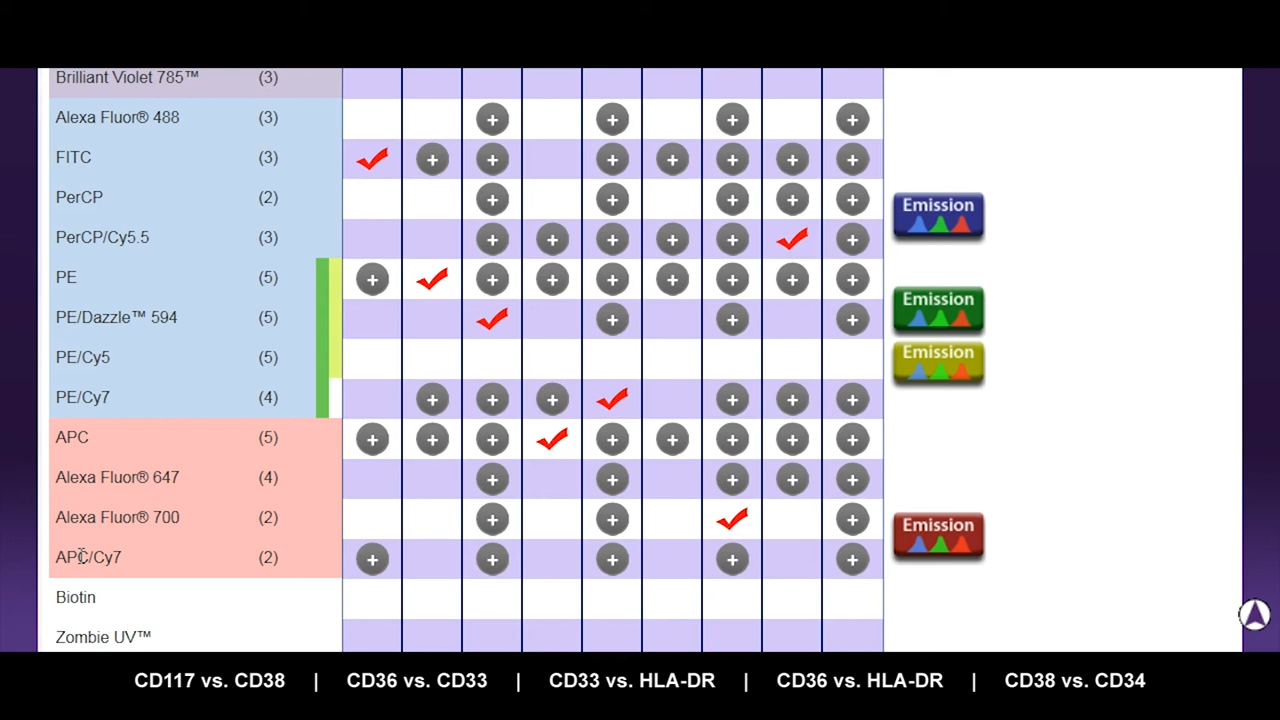 Brilliant Violet 785™ (3)
Alexa Fluor® 488 (3)
FITC (3)
PerCP (2)
PerCP/Cy5.5 (3)
Emission
PE (5)
Emission
PE/Dazzle™ 594 (5)
PE/Cy5 (5)
Emission
PE/Cy7 (4)
APC (5)
Alexa Fluor® 647 (4)
Alexa Fluor® 700 (2)
Emission
APC/Cy7 (2)
Biotin
Zombie UV™
CD117 vs. CD38 | CD36 vs. CD33 | CD33 vs. HLA-DR | CD36 vs. HLA-DR | CD38 vs. CD34